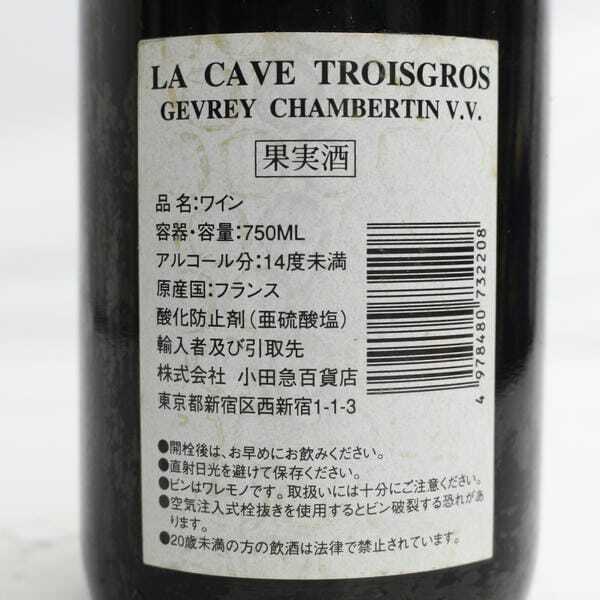 LA CAVE TROISGROS
GEVREY CHAMBERTIN V.V.
果実酒
品名:ワイン
容器・容量:750ML
アルコール分:14度未満
原産国:フランス
酸化防止剤(亜硫酸塩)
輸入者及び引取先
株式会社 小田急百貨店
東京都新宿区西新宿1-1-3
4978480732208
●開栓後は、お早めにお飲みください。
●直射日光を避けて保存ください。
●ビンはワレモノです。取扱いには十分にご注意ください。
●空気注入式栓抜きを使用するとビン破裂する恐れがあ
ります。
●20歳未満の方の飲酒は法律で禁止されています。